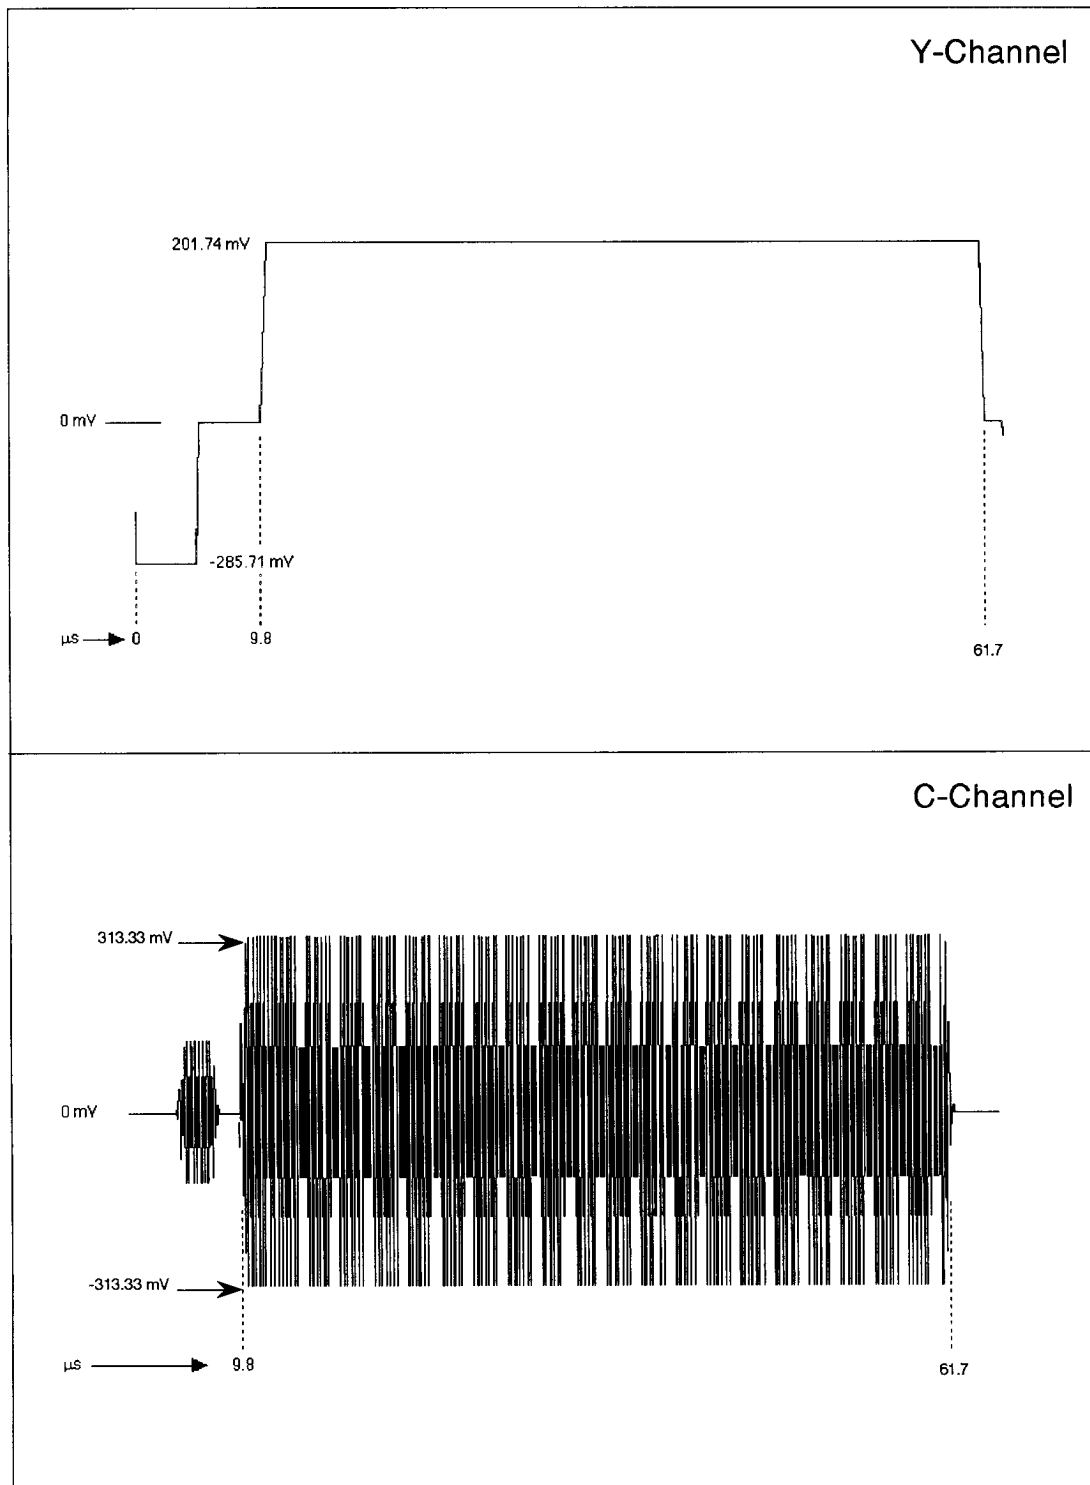 Y-Channel
201.74 mV
0 mV
-285.71 mV
μs 0 9.8 61.7
C-Channel
313.33 mV
0 mV
-313.33 mV
μs 9.8 61.7